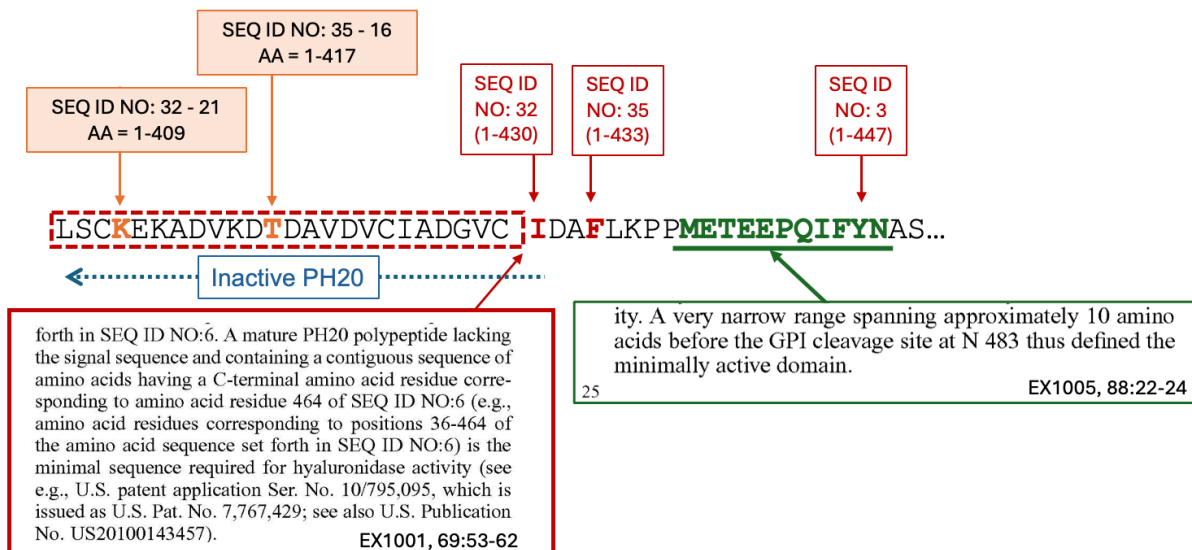 SEQ ID NO: 35 - 16
AA = 1-417
SEQ ID NO: 32 - 21
AA = 1-409
SEQ ID
NO: 32
(1-430)
SEQ ID
NO: 35
(1-433)
SEQ ID
NO: 3
(1-447)
LSCKEKADVKDTDAVDVCIADGVC IDAFLKPPMETEEPQIFYNAS...
Inactive PH20
forth in SEQ ID NO:6. A mature PH20 polypeptide lacking
the signal sequence and containing a contiguous sequence of
amino acids having a C-terminal amino acid residue corre-
sponding to amino acid residue 464 of SEQ ID NO:6 (e.g.,
amino acid residues corresponding to positions 36-464 of
the amino acid sequence set forth in SEQ ID NO:6) is the
minimal sequence required for hyaluronidase activity (see
e.g., U.S. patent application Ser. No. 10/795,095, which is
issued as U.S. Pat. No. 7,767,429; see also U.S. Publication
No. US20100143457).
EX1001, 69:53-62
ity. A very narrow range spanning approximately 10 amino
acids before the GPI cleavage site at N 483 thus defined the
minimally active domain.
25
EX1005, 88:22-24